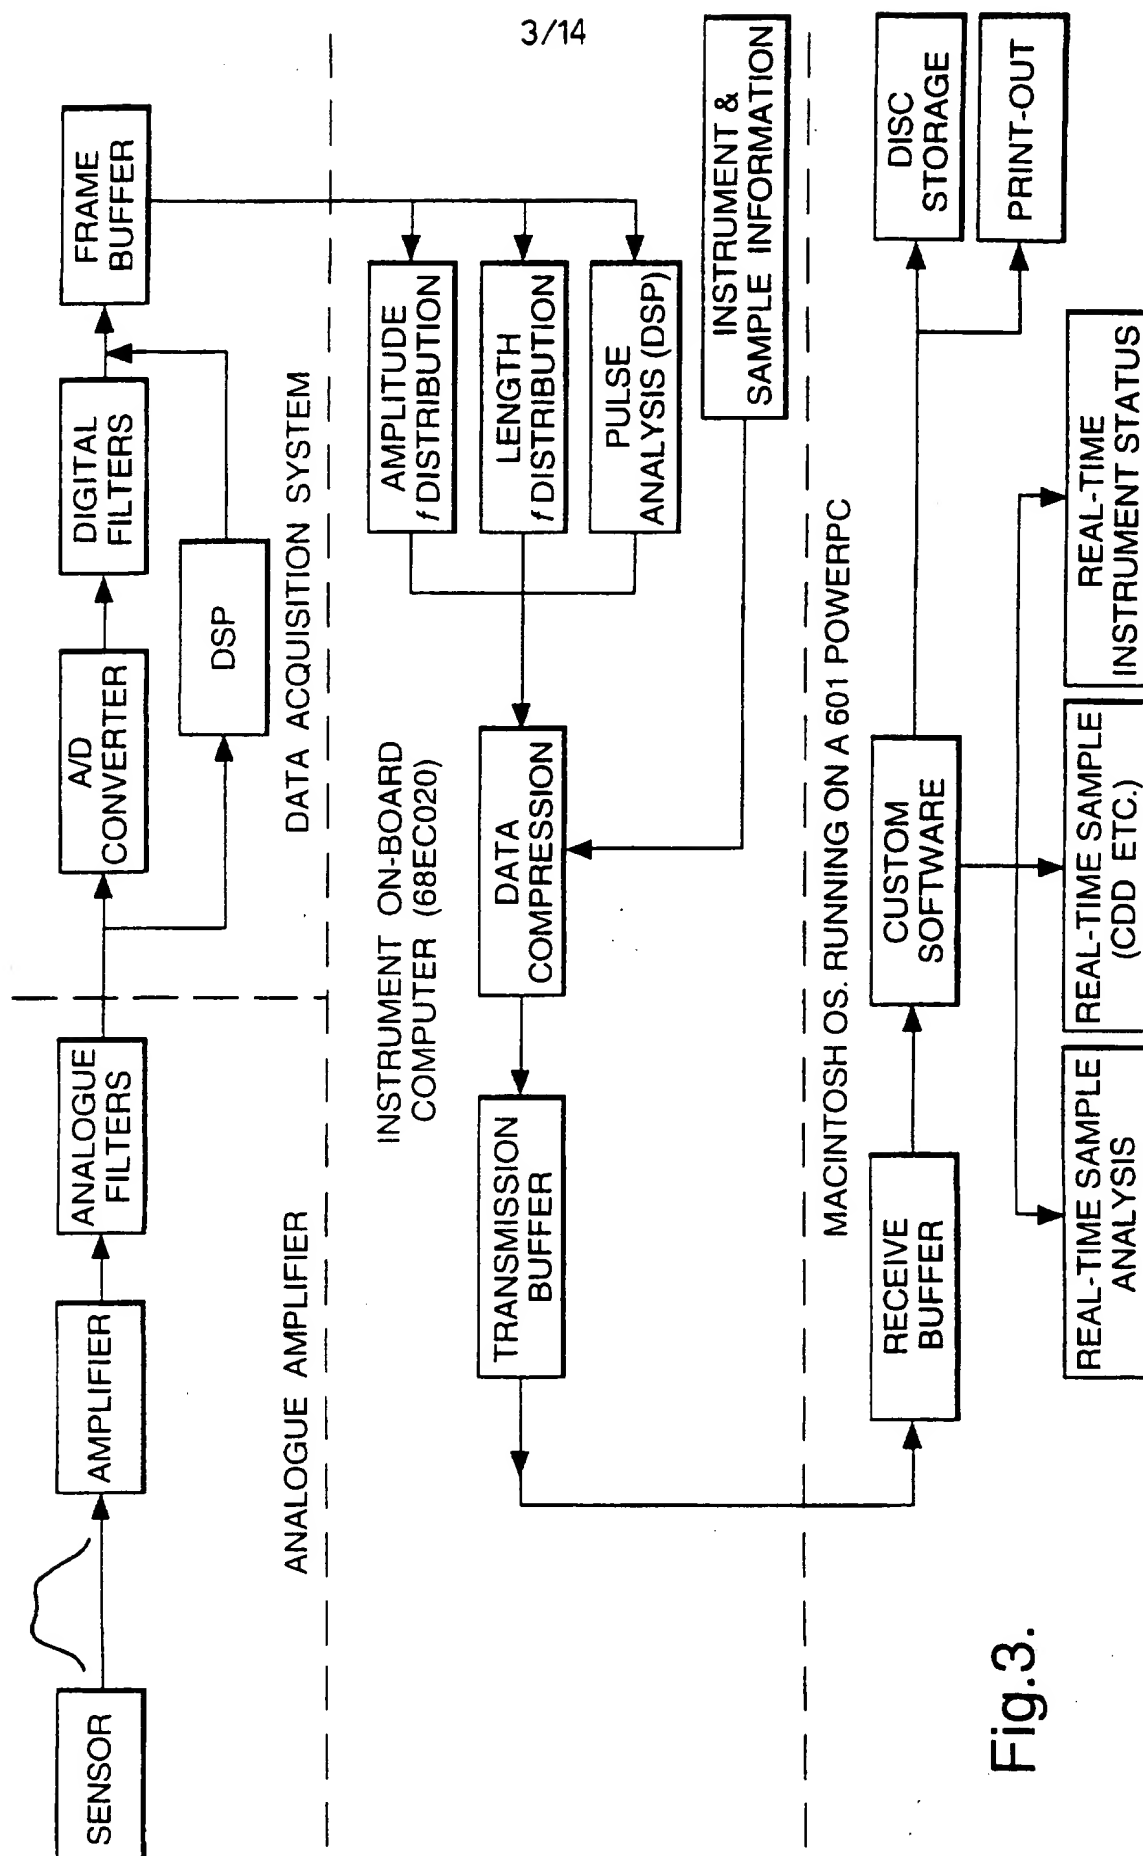 3/14
SENSOR
AMPLIFIER
ANALOGUE
FILTERS
A/D
CONVERTER
DIGITAL
FILTERS
FRAME
BUFFER
DSP
ANALOGUE AMPLIFIER
DATA ACQUISITION SYSTEM
INSTRUMENT ON-BOARD
COMPUTER (68EC020)
AMPLITUDE
f DISTRIBUTION
LENGTH
f DISTRIBUTION
PULSE
ANALYSIS (DSP)
TRANSMISSION
BUFFER
DATA
COMPRESSION
INSTRUMENT &
SAMPLE INFORMATION
MACINTOSH OS. RUNNING ON A 601 POWERPC
RECEIVE
BUFFER
CUSTOM
SOFTWARE
DISC
STORAGE
PRINT-OUT
REAL-TIME SAMPLE
ANALYSIS
REAL-TIME SAMPLE
(CDD ETC.)
REAL-TIME
INSTRUMENT STATUS
Fig.3.